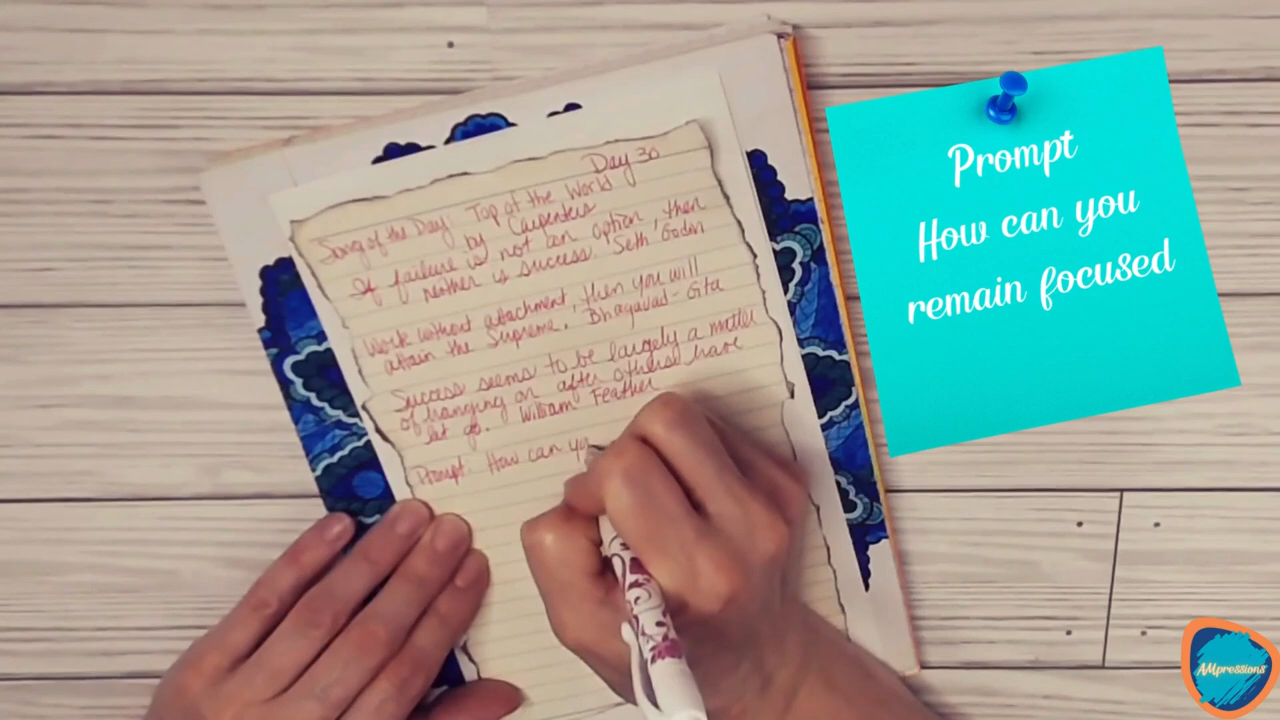 Day 30
Song of the Day: Top of the World
by Carpenters
If failure is not an option, then
neither is success. Seth Godin
Work without attachment, then you will
attain the Supreme. Bhagavad-Gita
Success seems to be largely a matter
of hanging on after others have
let go. William Feather
Prompt: How can yo
Prompt
How can you
remain focused
AMpressions